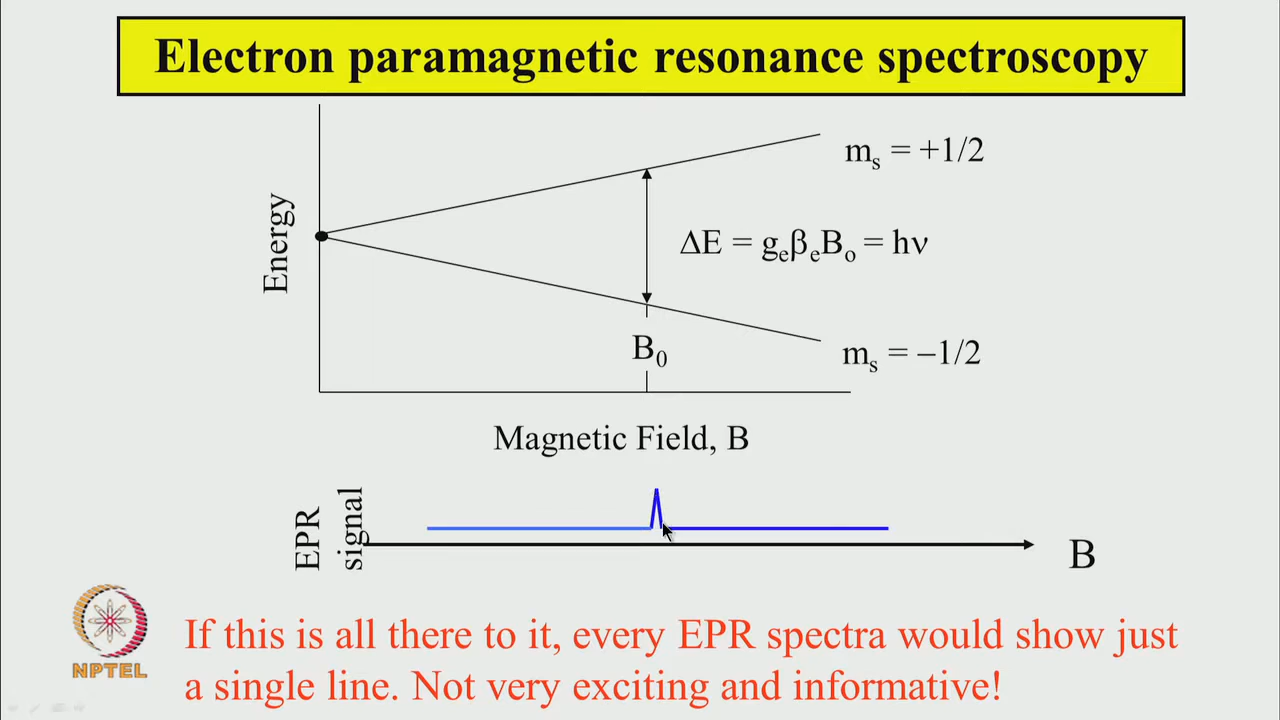 Electron paramagnetic resonance spectroscopy
mₛ = +1/2
Energy
ΔE = gₑβₑBₒ = hν
B₀
mₛ = –1/2
Magnetic Field, B
EPR
signal
B
If this is all there to it, every EPR spectra would show just
a single line. Not very exciting and informative!
NPTEL